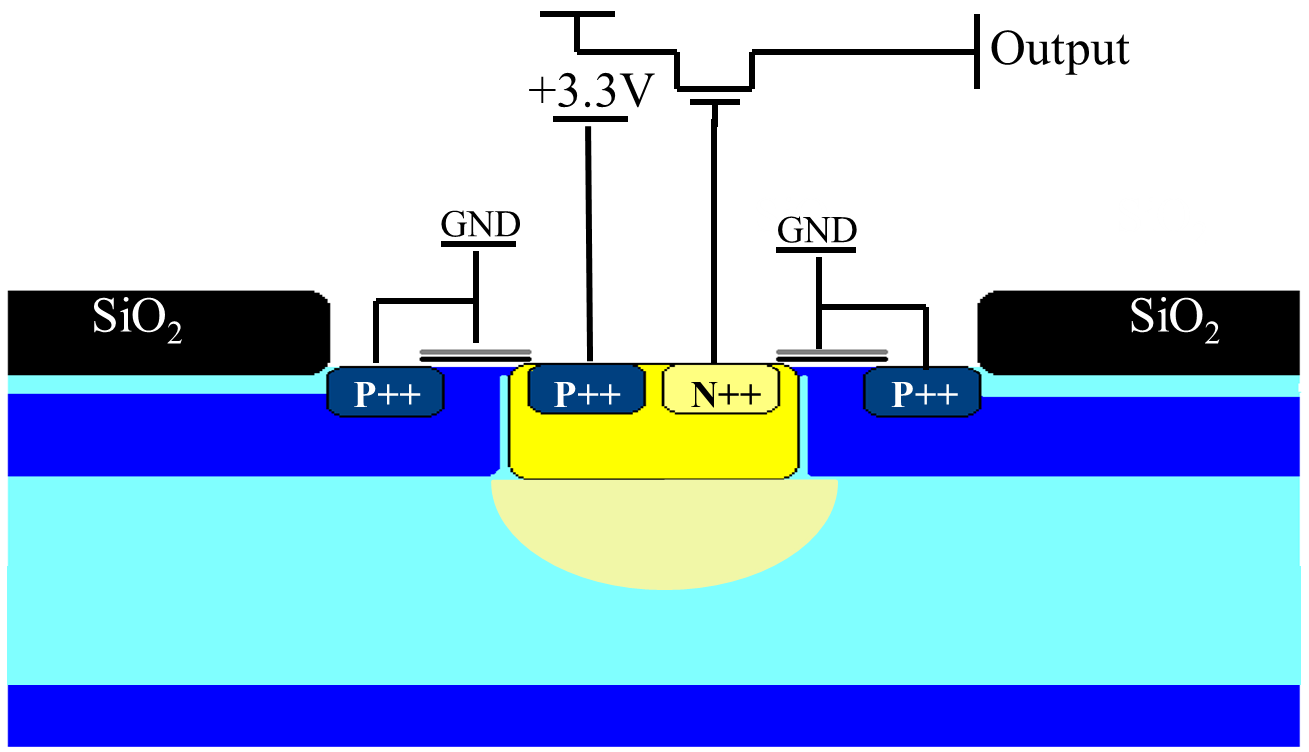 Output
+3.3V
GND
GND
SiO₂
SiO₂
P++
P++
N++
P++